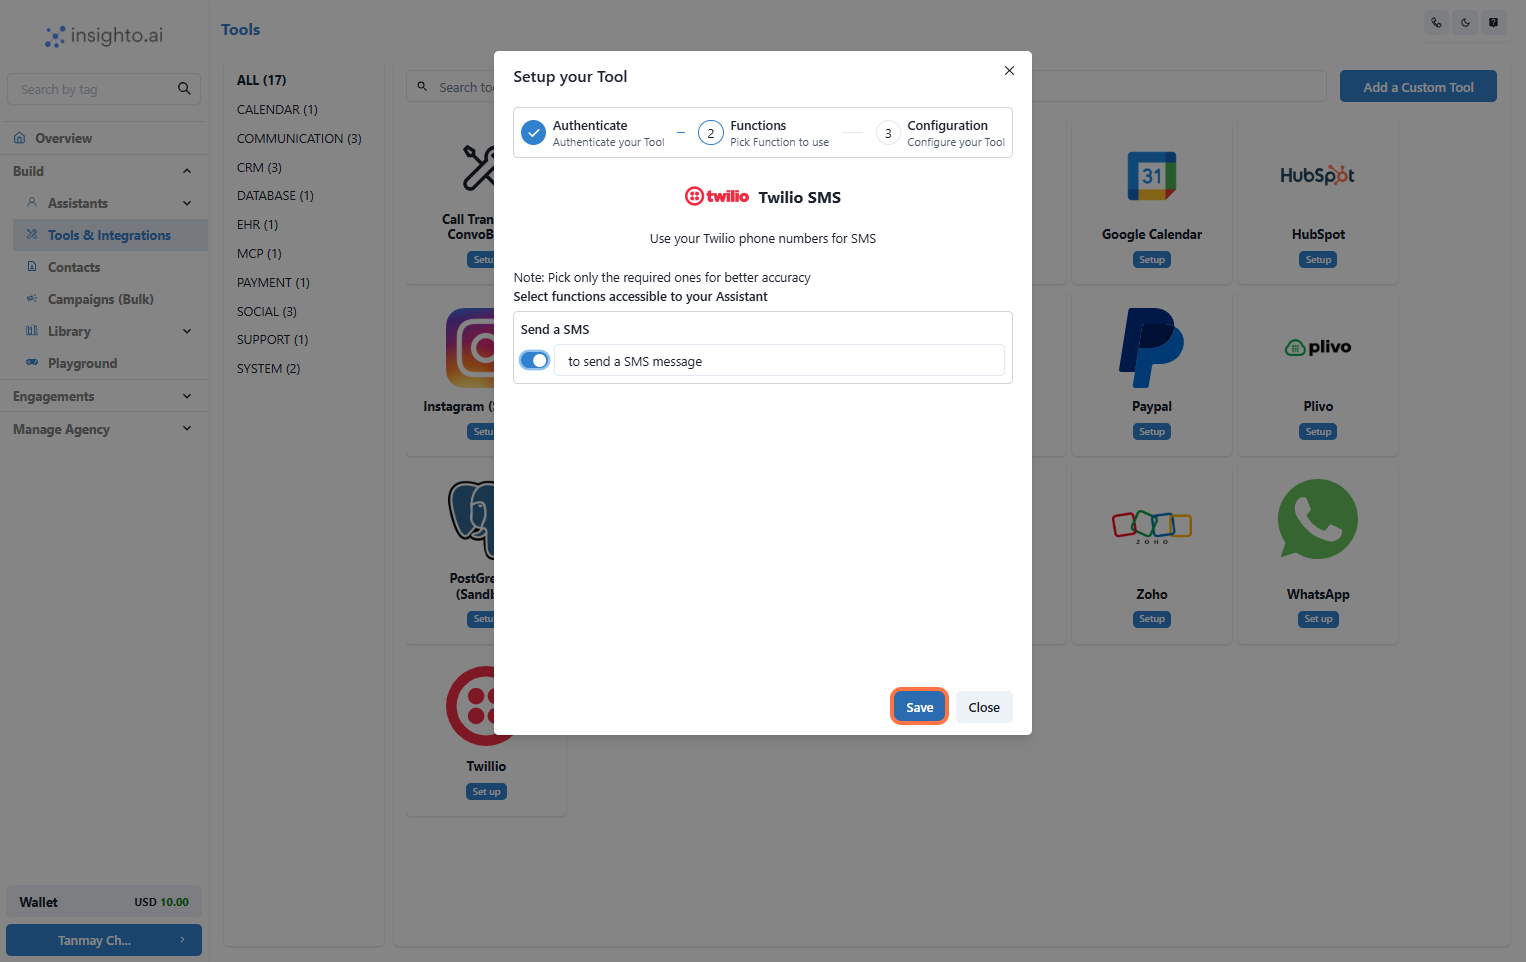 insighto.ai
Search by tag
Overview
Build
Assistants
Tools & Integrations
Contacts
Campaigns (Bulk)
Library
Playground
Engagements
Manage Agency
Wallet
USD 10.00
Tanmay Ch...
Tools
ALL (17)
CALENDAR (1)
COMMUNICATION (3)
CRM (3)
DATABASE (1)
EHR (1)
MCP (1)
PAYMENT (1)
SOCIAL (3)
SUPPORT (1)
SYSTEM (2)
Search to
Add a Custom Tool
Call Tran
ConvoB
Setu
Instagram (
Setu
PostGre
(Sand
Setu
Twillio
Set up
31
Google Calendar
Setup
HubSpot
HubSpot
Setup
Paypal
Setup
plivo
Plivo
Setup
ZOHO
Zoho
Setup
WhatsApp
Set up
Setup your Tool
Authenticate
Authenticate your Tool
2
Functions
Pick Function to use
3
Configuration
Configure your Tool
twilio Twilio SMS
Use your Twilio phone numbers for SMS
Note: Pick only the required ones for better accuracy
Select functions accessible to your Assistant
Send a SMS
to send a SMS message
Save
Close